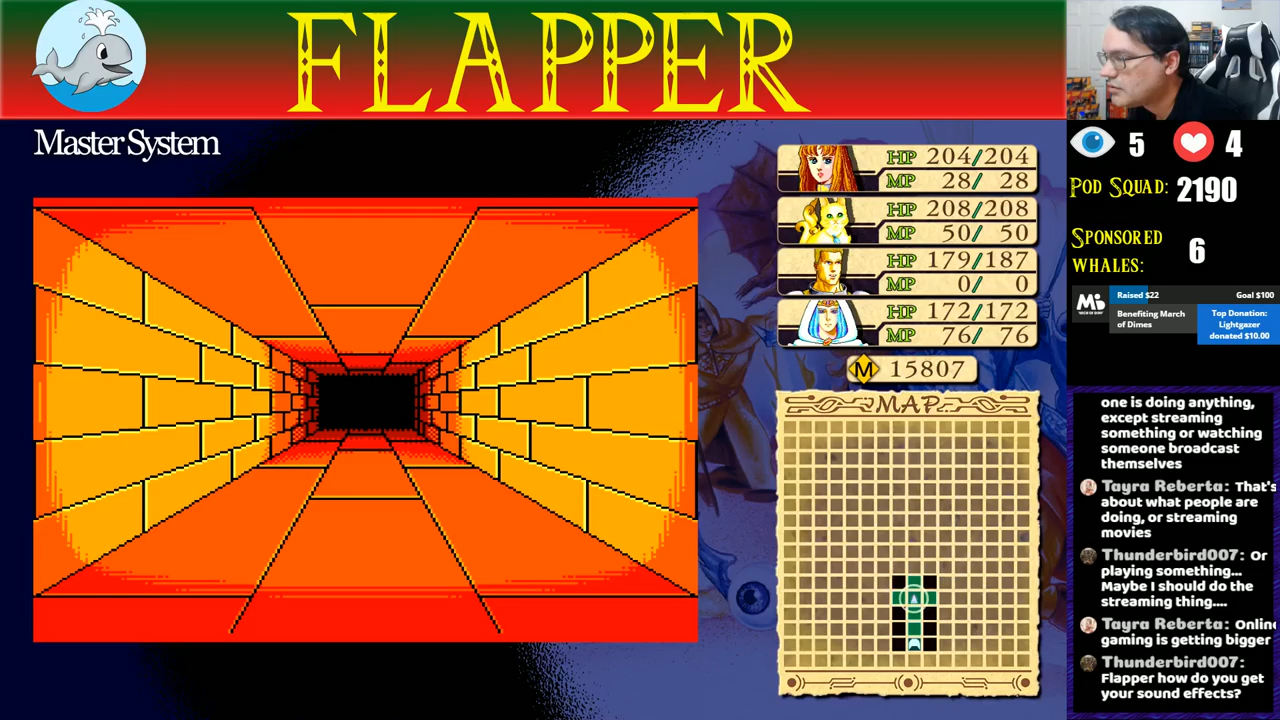 FLAPPER
Master System
HP 204/204
MP 28/ 28
HP 208/208
MP 50/ 50
HP 179/187
MP 0/ 0
HP 172/172
MP 76/ 76
M 15807
MAP
5 4
POD SQUAD: 2190
SPONSORED
WHALES: 6
Raised $22 Goal $100
Benefiting March
of Dimes
Top Donation:
Lightgazer
donated $10.00
one is doing anything,
except streaming
something or watching
someone broadcast
themselves
Tayra Reberta: That's
about what people are
doing, or streaming
movies
Thunderbird007: Or
playing something...
Maybe I should do the
streaming thing....
Tayra Reberta: Online
gaming is getting bigger
Thunderbird007:
Flapper how do you get
your sound effects?